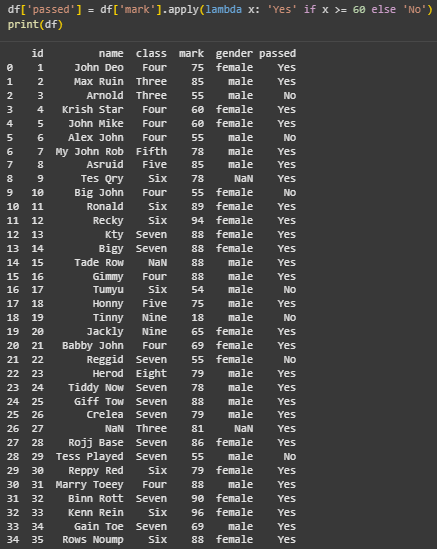 df['passed'] = df['mark'].apply(lambda x: 'Yes' if x >= 60 else 'No')
print(df)
id name class mark gender passed
0 1 John Deo Four 75 female Yes
1 2 Max Ruin Three 85 male Yes
2 3 Arnold Three 55 male No
3 4 Krish Star Four 60 female Yes
4 5 John Mike Four 60 female Yes
5 6 Alex John Four 55 male No
6 7 My John Rob Fifth 78 male Yes
7 8 Asruid Five 85 male Yes
8 9 Tes Qry Six 78 NaN Yes
9 10 Big John Four 55 female No
10 11 Ronald Six 89 female Yes
11 12 Recky Six 94 female Yes
12 13 Kty Seven 88 female Yes
13 14 Bigy Seven 88 female Yes
14 15 Tade Row NaN 88 male Yes
15 16 Gimmy Four 88 male Yes
16 17 Tumyu Six 54 male No
17 18 Honny Five 75 male Yes
18 19 Tinny Nine 18 male No
19 20 Jackly Nine 65 female Yes
20 21 Babby John Four 69 female Yes
21 22 Reggid Seven 55 female No
22 23 Herod Eight 79 male Yes
23 24 Tiddy Now Seven 78 male Yes
24 25 Giff Tow Seven 88 male Yes
25 26 Crelea Seven 79 male Yes
26 27 NaN Three 81 NaN Yes
27 28 Rojj Base Seven 86 female Yes
28 29 Tess Played Seven 55 male No
29 30 Reppy Red Six 79 female Yes
30 31 Marry Toeey Four 88 male Yes
31 32 Binn Rott Seven 90 female Yes
32 33 Kenn Rein Six 96 female Yes
33 34 Gain Toe Seven 69 male Yes
34 35 Rows Noump Six 88 female Yes